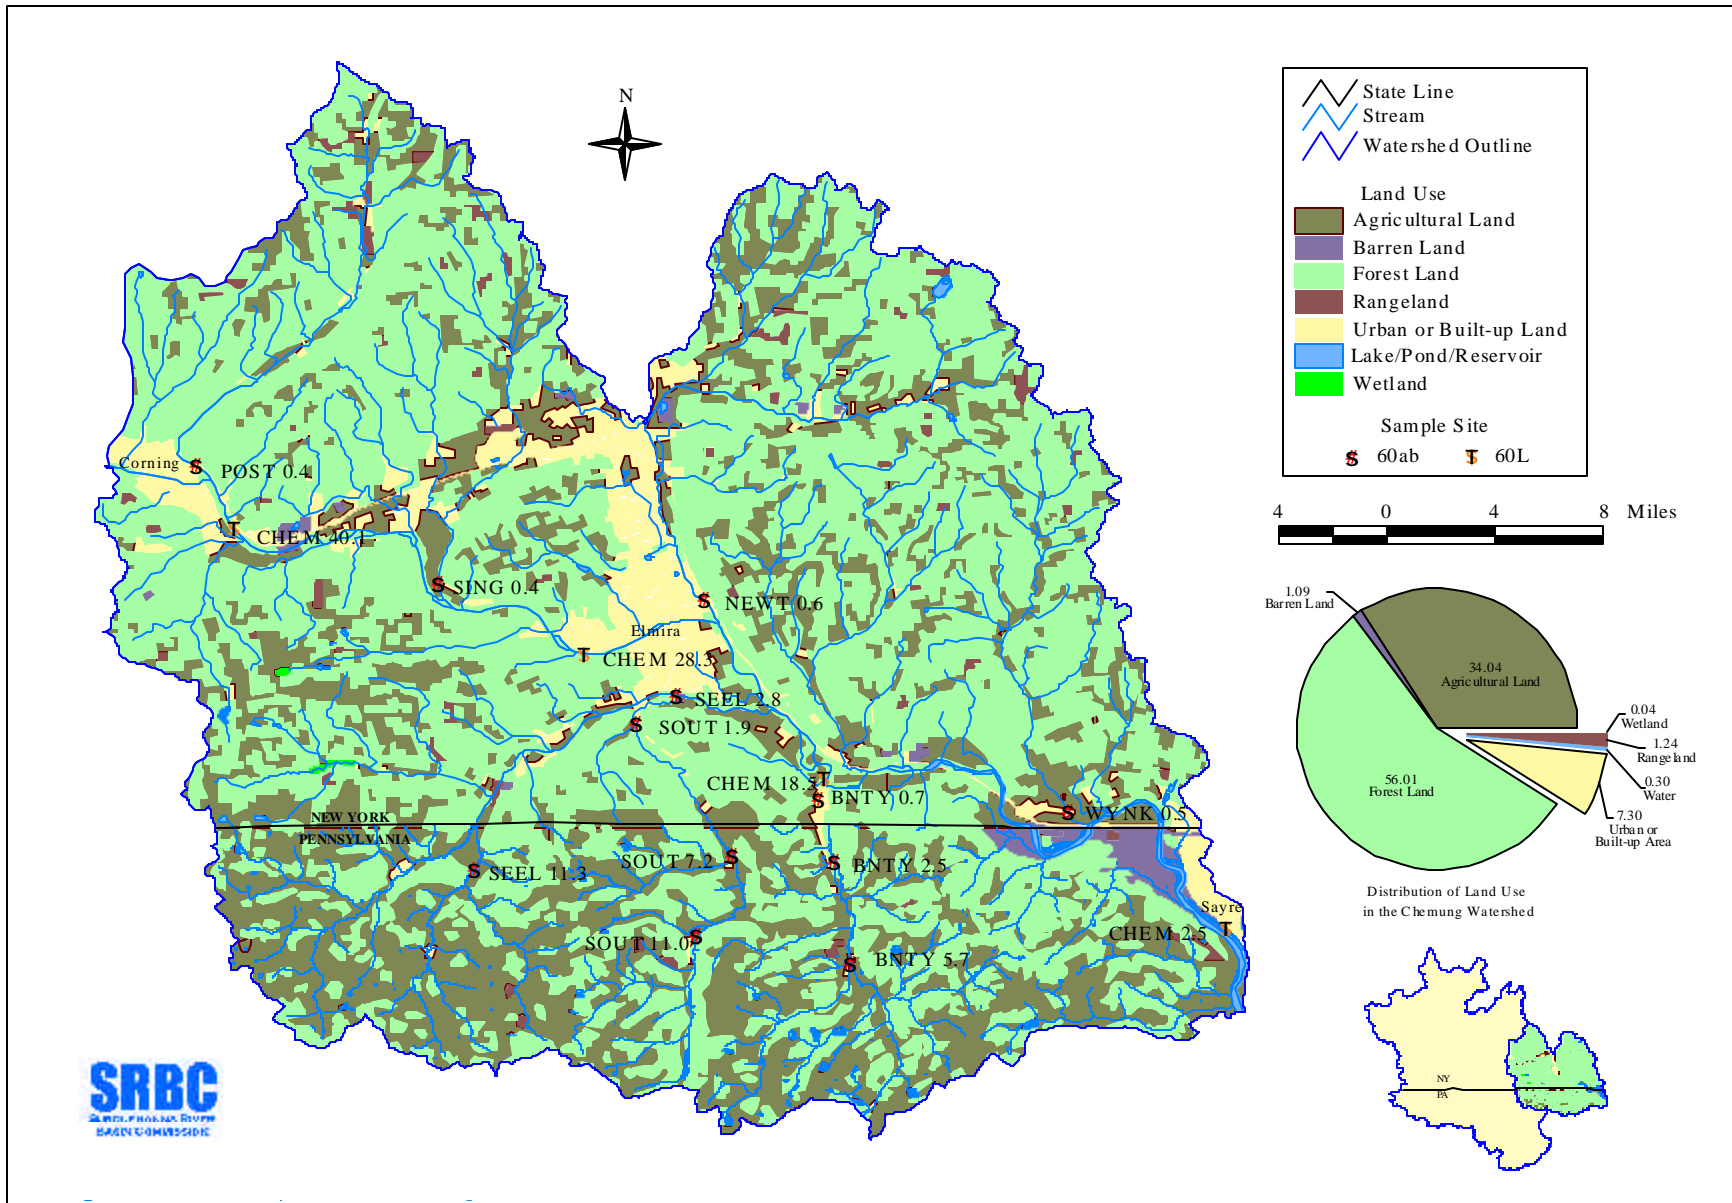 N
State Line
Stream
Watershed Outline
Land Use
Agricultural Land
Barren Land
Forest Land
Rangeland
Urban or Built-up Land
Lake/Pond/Reservoir
Wetland
Sample Site
60ab
60L
4 0 4 8 Miles
Corning
POST 0.4
CHEM 40.1
SING 0.4
NEWT 0.6
Elmira
CHEM 28.3
SEEL 2.8
SOUT 1.9
CHEM 18.5
BNTY 0.7
WYNK 0.5
NEW YORK
PENNSYLVANIA
SOUT 7.2
BNTY 2.5
SEEL 11.3
Sayre
CHEM 2.5
SOUT 11.0
BNTY 5.7
1.09
Barren Land
34.04
Agricultural Land
0.04
Wetland
1.24
Rangeland
0.30
Water
7.30
Urban or
Built-up Area
56.01
Forest Land
Distribution of Land Use
in the Chemung Watershed
NY
PA
SRBC
SUSQUEHANNA RIVER
BASIN COMMISSION